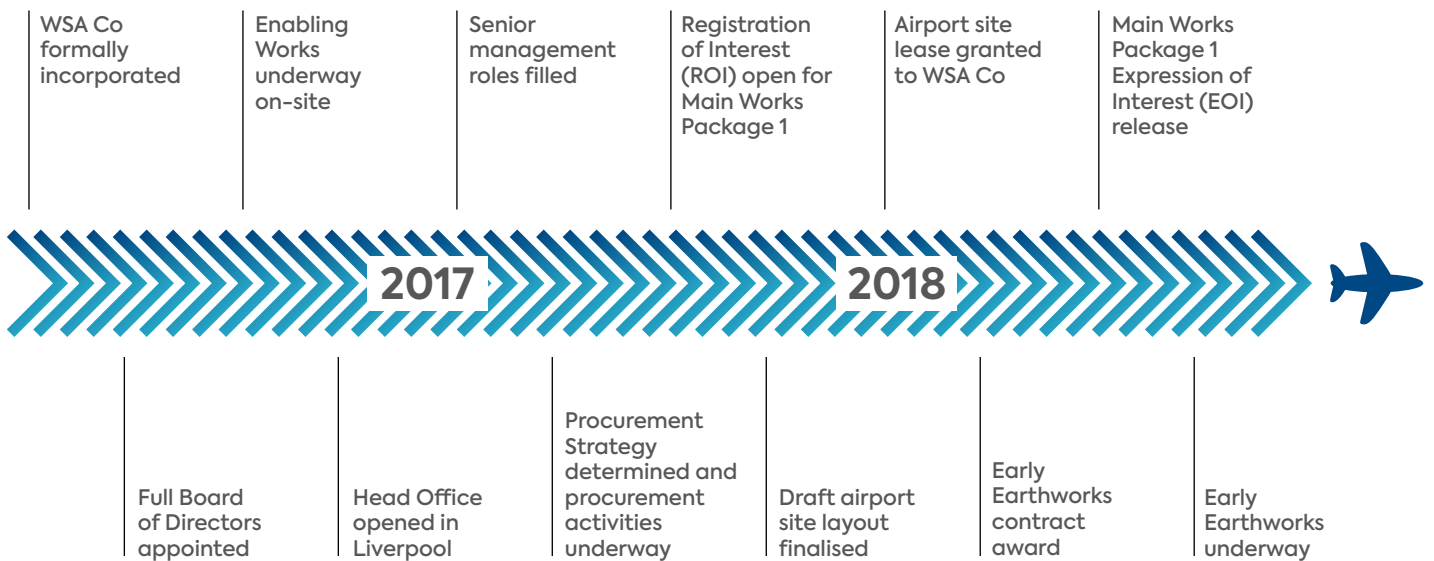 WSA Co
formally
incorporated
Enabling
Works
underway
on-site
Senior
management
roles filled
Registration
of Interest
(ROI) open for
Main Works
Package 1
Airport site
lease granted
to WSA Co
Main Works
Package 1
Expression of
Interest (EOI)
release
2017
2018
Full Board
of Directors
appointed
Head Office
opened in
Liverpool
Procurement
Strategy
determined and
procurement
activities
underway
Draft airport
site layout
finalised
Early
Earthworks
contract
award
Early
Earthworks
underway